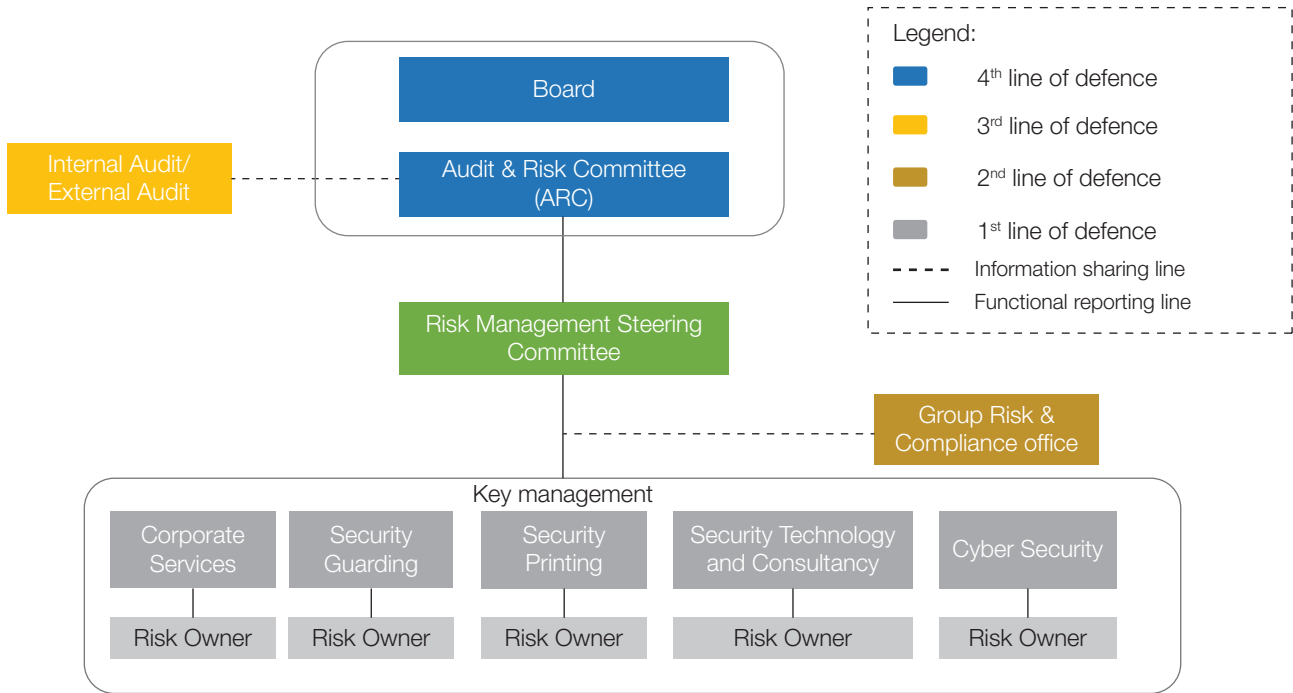 Board
Audit & Risk Committee
(ARC)
Internal Audit/
External Audit
Legend:
4th line of defence
3rd line of defence
2nd line of defence
1st line of defence
Information sharing line
Functional reporting line
Risk Management Steering
Committee
Group Risk &
Compliance office
Key management
Corporate
Services
Security
Guarding
Security
Printing
Security Technology
and Consultancy
Cyber Security
Risk Owner
Risk Owner
Risk Owner
Risk Owner
Risk Owner